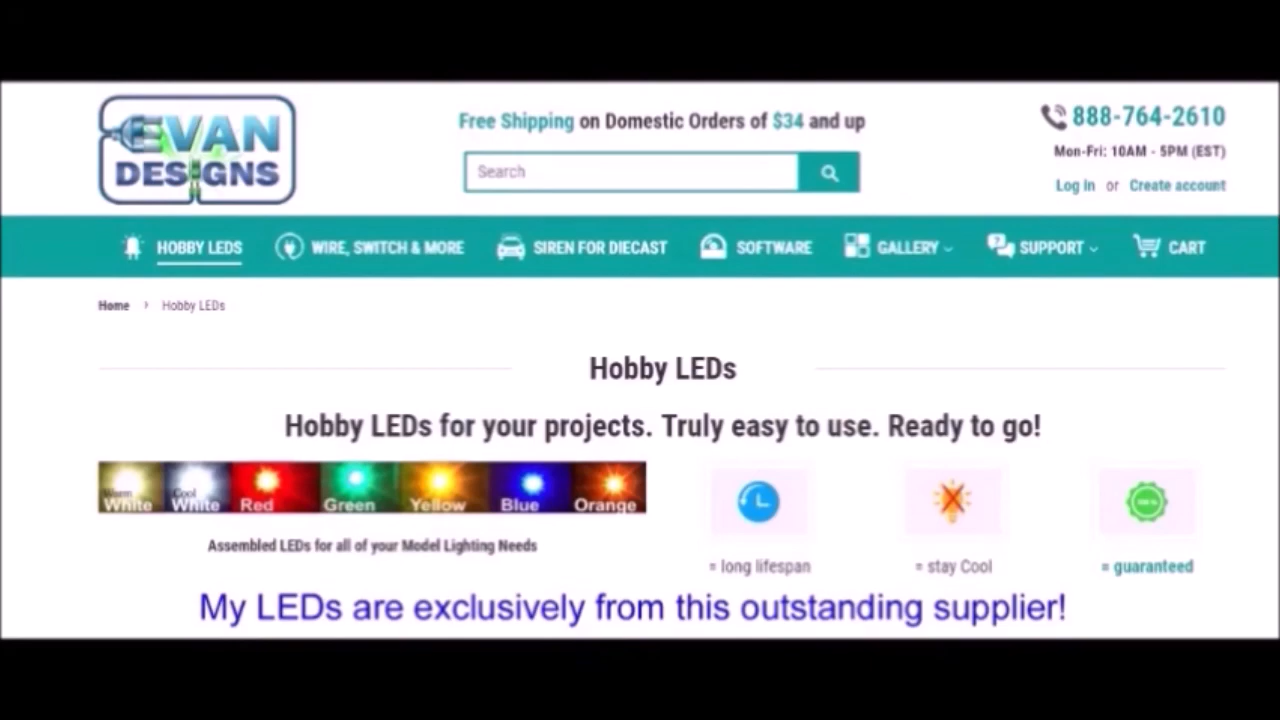 EVAN
DESIGNS
Free Shipping on Domestic Orders of $34 and up
Search
888-764-2610
Mon-Fri: 10AM - 5PM (EST)
Log In or Create account
HOBBY LEDS
WIRE, SWITCH & MORE
SIREN FOR DIECAST
SOFTWARE
GALLERY
SUPPORT
CART
Home › Hobby LEDs
Hobby LEDs
Hobby LEDs for your projects. Truly easy to use. Ready to go!
Warm White
Cool White
Red
Green
Yellow
Blue
Orange
Assembled LEDs for all of your Model Lighting Needs
= long lifespan
= stay Cool
100 %
= guaranteed
My LEDs are exclusively from this outstanding supplier!